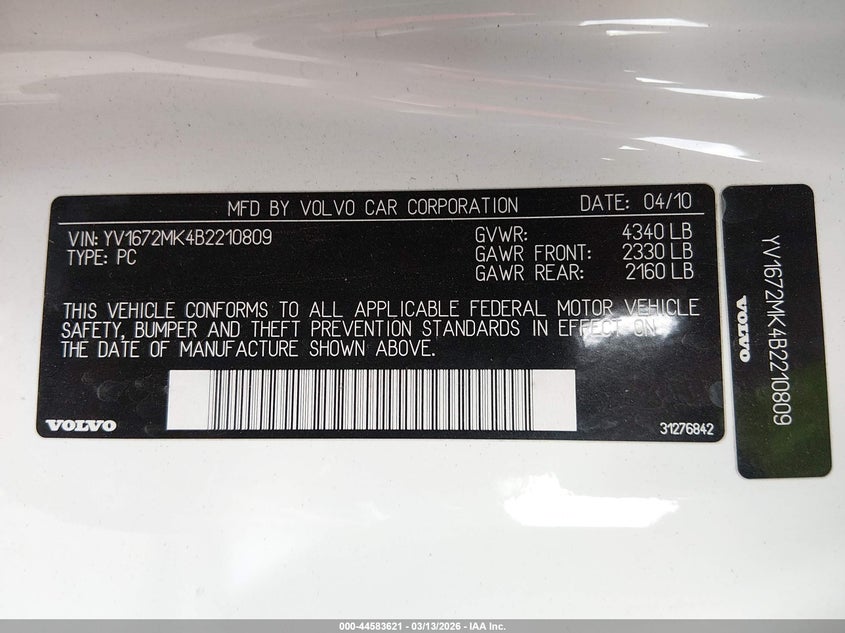 MFD BY VOLVO CAR CORPORATION DATE: 04/10
VIN: YV1672MK4B2210809
TYPE: PC
GVWR: 4340 LB
GAWR FRONT: 2330 LB
GAWR REAR: 2160 LB
THIS VEHICLE CONFORMS TO ALL APPLICABLE FEDERAL MOTOR VEHICLE
SAFETY, BUMPER AND THEFT PREVENTION STANDARDS IN EFFECT ON
THE DATE OF MANUFACTURE SHOWN ABOVE.
VOLVO
31276842
YV1672MK4B2210809
VOLVO
000-44583621 - 03/13/2026 - IAA Inc.